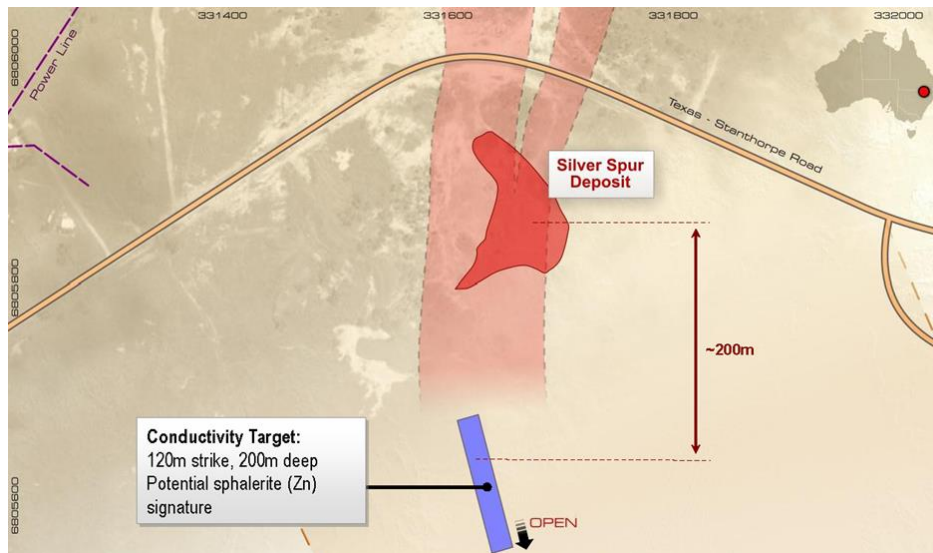 331400
331600
331800
332000
6806000
Power Line
Texas - Stanthorpe Road
Silver Spur
Deposit
6805800
~200m
Conductivity Target:
120m strike, 200m deep
Potential sphalerite (Zn)
signature
6805600
OPEN